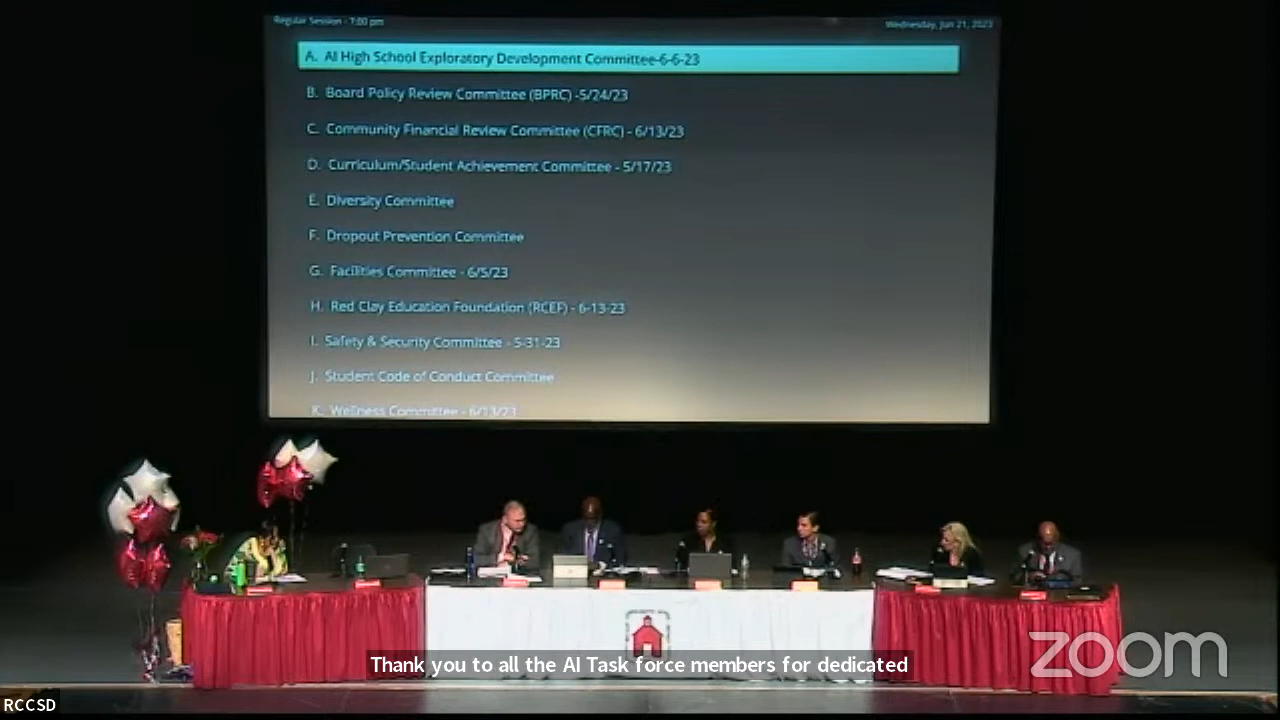 Regular Session - 7:00 pm
Wednesday, Jun 21, 2023
A. AI High School Exploratory Development Committee-6-6-23
B. Board Policy Review Committee (BPRC) -5/24/23
C. Community Financial Review Committee (CFRC) - 6/13/23
D. Curriculum/Student Achievement Committee - 5/17/23
E. Diversity Committee
F. Dropout Prevention Committee
G. Facilities Committee - 6/5/23
H. Red Clay Education Foundation (RCEF) - 6-13-23
I. Safety & Security Committee - 5-31-23
J. Student Code of Conduct Committee
K. Wellness Committee - 6/13/23
Thank you to all the AI Task force members for dedicated
zoom
RCCSD